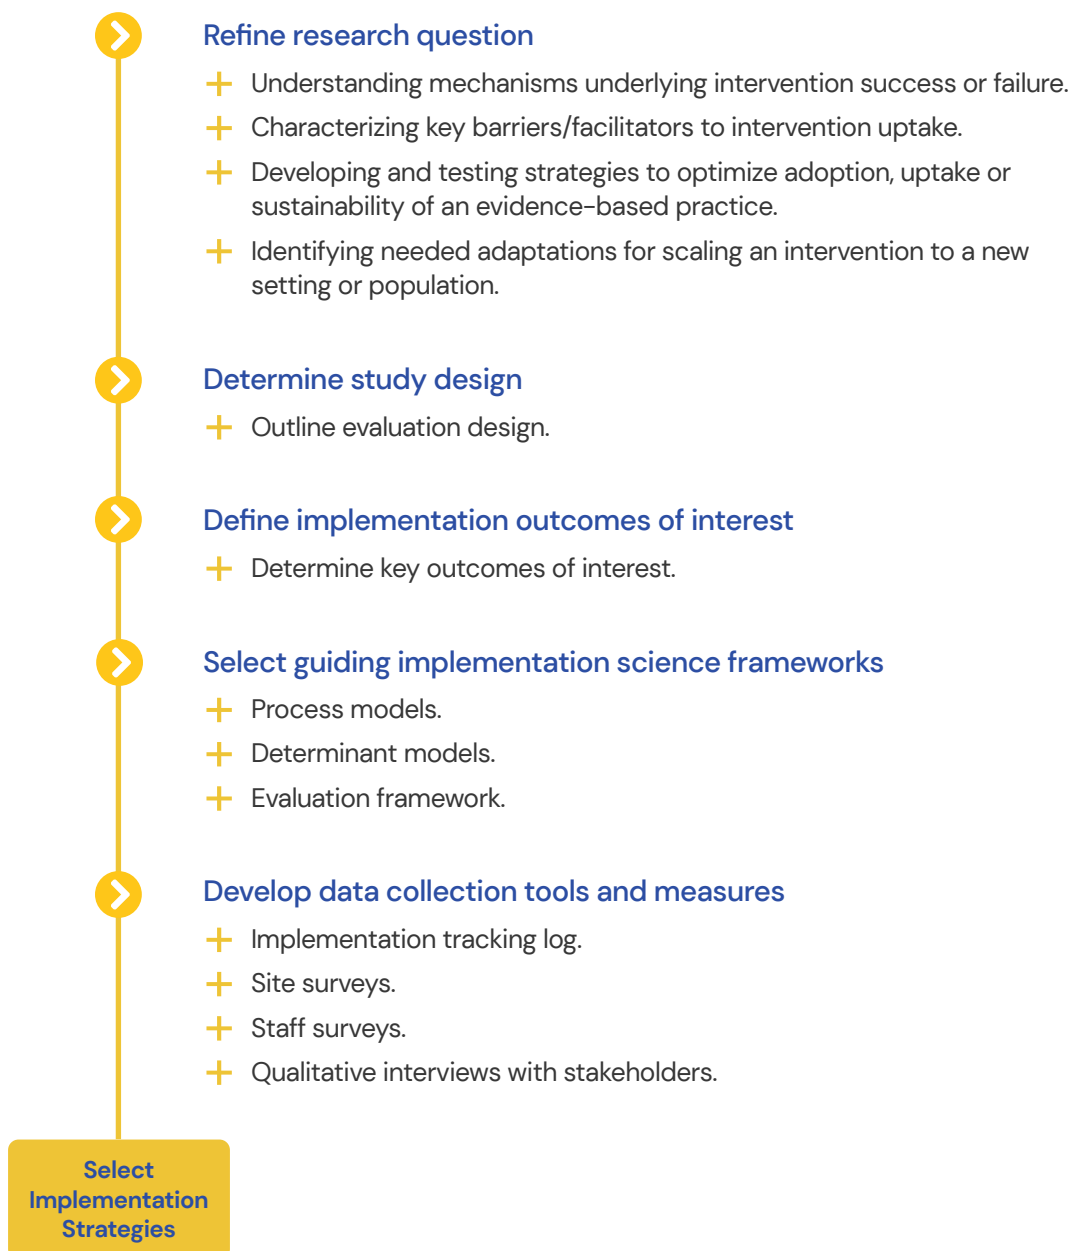 Refine research question
Understanding mechanisms underlying intervention success or failure.
Characterizing key barriers/facilitators to intervention uptake.
Developing and testing strategies to optimize adoption, uptake or
sustainability of an evidence-based practice.
Identifying needed adaptations for scaling an intervention to a new
setting or population.
Determine study design
Outline evaluation design.
Define implementation outcomes of interest
Determine key outcomes of interest.
Select guiding implementation science frameworks
Process models.
Determinant models.
Evaluation framework.
Develop data collection tools and measures
Implementation tracking log.
Site surveys.
Staff surveys.
Qualitative interviews with stakeholders.
Select
Implementation
Strategies